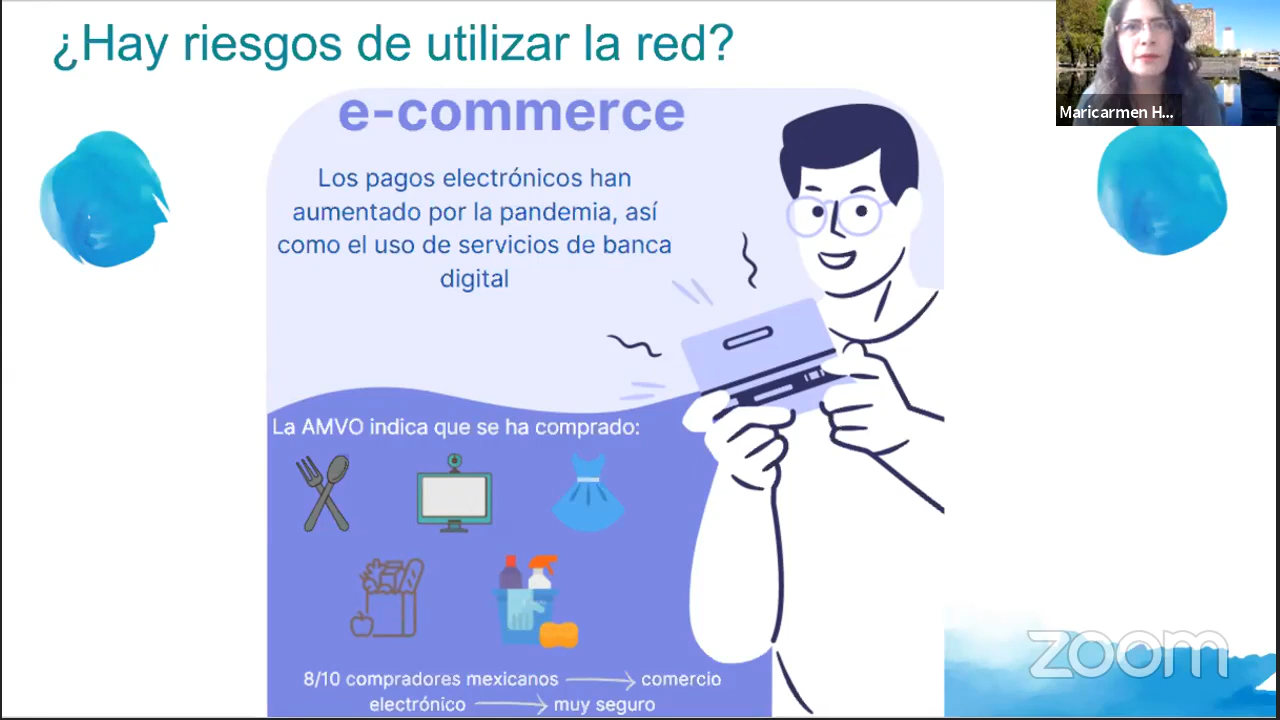 ¿Hay riesgos de utilizar la red?
Maricarmen H...
e-commerce
Los pagos electrónicos han
aumentado por la pandemia, así
como el uso de servicios de banca
digital
La AMVO indica que se ha comprado:
8/10 compradores mexicanos → comercio
electrónico → muy seguro
zoom